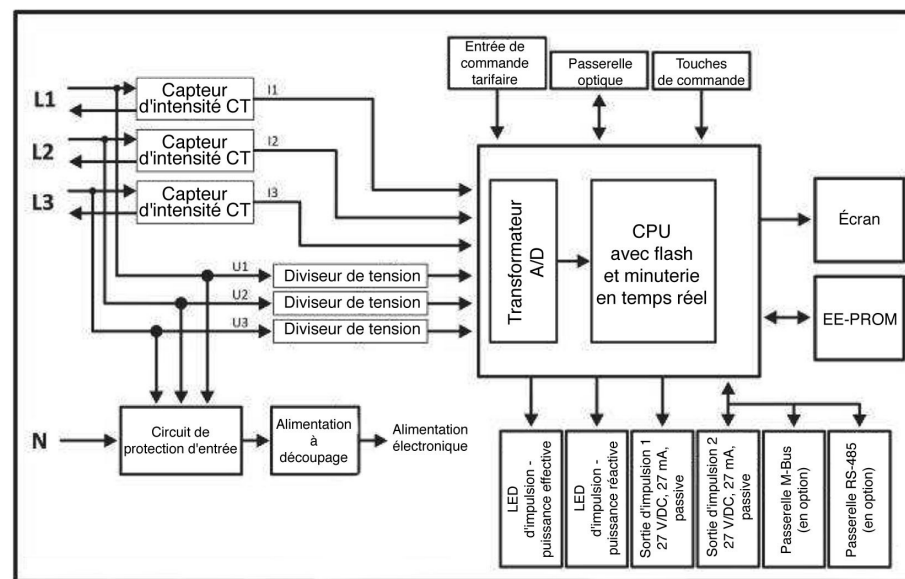 Entrée de
commande
tarifaire
Passerelle
optique
Touches
de commande
L1
Capteur
d'intensité CT
I1
L2
Capteur
d'intensité CT
I2
L3
Capteur
d'intensité CT
I3
Transformateur
A/D
CPU
avec flash
et minuterie
en temps réel
Écran
EE-PROM
U1
Diviseur de tension
U2
Diviseur de tension
U3
Diviseur de tension
N
Circuit de
protection d'entrée
Alimentation
à
découpage
Alimentation
électronique
LED
d'impulsion -
puissance effective
LED
d'impulsion -
puissance réactive
Sortie d'impulsion 1
27 V/DC, 27 mA,
passive
Sortie d'impulsion 2
27 V/DC, 27 mA,
passive
Passerelle M-Bus
(en option)
Passerelle RS-485
(en option)